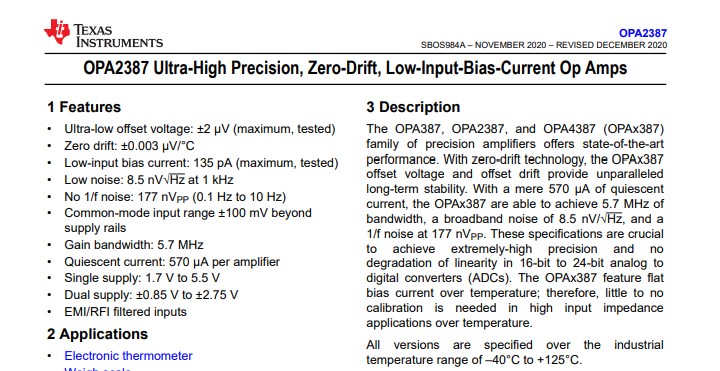 TEXAS
INSTRUMENTS
OPA2387
SBOS984A – NOVEMBER 2020 – REVISED DECEMBER 2020
OPA2387 Ultra-High Precision, Zero-Drift, Low-Input-Bias-Current Op Amps
1 Features
• Ultra-low offset voltage: ±2 µV (maximum, tested)
• Zero drift: ±0.003 µV/°C
• Low-input bias current: 135 pA (maximum, tested)
• Low noise: 8.5 nV√Hz at 1 kHz
• No 1/f noise: 177 nVPP (0.1 Hz to 10 Hz)
• Common-mode input range ±100 mV beyond
supply rails
• Gain bandwidth: 5.7 MHz
• Quiescent current: 570 µA per amplifier
• Single supply: 1.7 V to 5.5 V
• Dual supply: ±0.85 V to ±2.75 V
• EMI/RFI filtered inputs
2 Applications
• Electronic thermometer
• Weigh scale
3 Description
The OPA387, OPA2387, and OPA4387 (OPAx387)
family of precision amplifiers offers state-of-the-art
performance. With zero-drift technology, the OPAx387
offset voltage and offset drift provide unparalleled
long-term stability. With a mere 570 µA of quiescent
current, the OPAx387 are able to achieve 5.7 MHz of
bandwidth, a broadband noise of 8.5 nV/√Hz, and a
1/f noise at 177 nVPP. These specifications are crucial
to achieve extremely-high precision and no
degradation of linearity in 16-bit to 24-bit analog to
digital converters (ADCs). The OPAx387 feature flat
bias current over temperature; therefore, little to no
calibration is needed in high input impedance
applications over temperature.
All versions are specified over the industrial
temperature range of –40°C to +125°C.